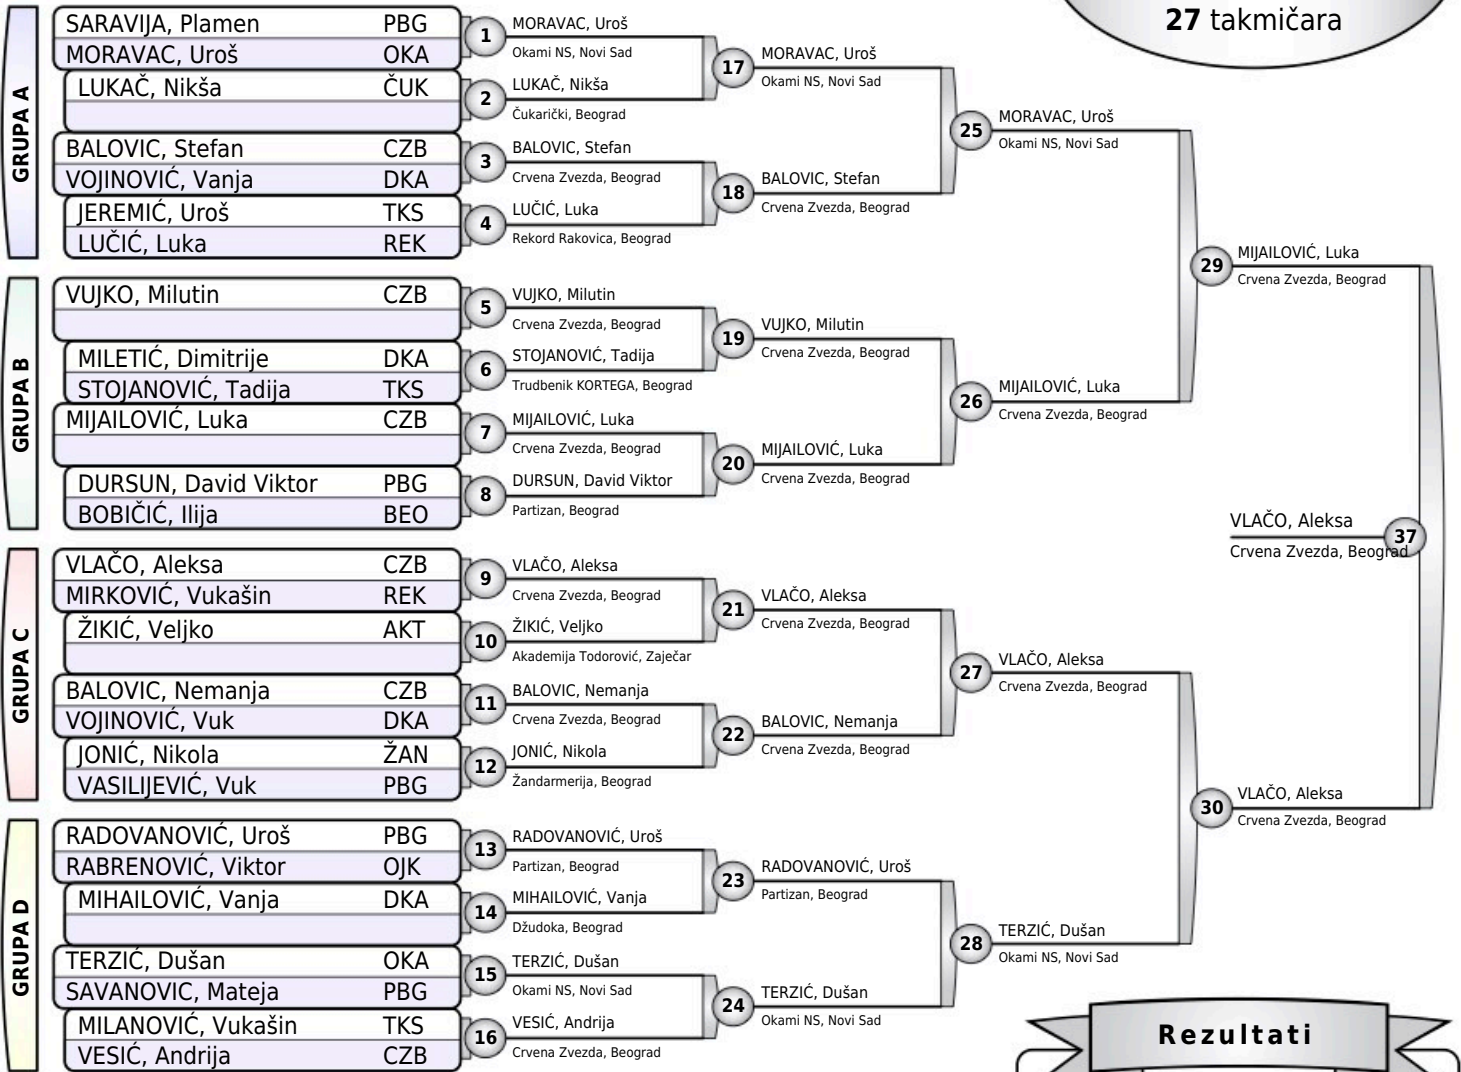 27 takmičara
GRUPA A
SARAVIJA, Plamen PBG
MORAVAC, Uroš OKA
LUKAČ, Nikša ČUK
BALOVIC, Stefan CZB
VOJINOVIĆ, Vanja DKA
JEREMIĆ, Uroš TKS
LUČIĆ, Luka REK
GRUPA B
VUJKO, Milutin CZB
MILETIĆ, Dimitrije DKA
STOJANOVIĆ, Tadija TKS
MIJAILOVIĆ, Luka CZB
DURSUN, David Viktor PBG
BOBIČIĆ, Ilija BEO
GRUPA C
VLAČO, Aleksa CZB
MIRKOVIĆ, Vukašin REK
ŽIKIĆ, Veljko AKT
BALOVIC, Nemanja CZB
VOJINOVIĆ, Vuk DKA
JONIĆ, Nikola ŽAN
VASILIJEVIĆ, Vuk PBG
GRUPA D
RADOVANOVIĆ, Uroš PBG
RABRENOVIĆ, Viktor OJK
MIHAILOVIĆ, Vanja DKA
TERZIĆ, Dušan OKA
SAVANOVIC, Mateja PBG
MILANOVIĆ, Vukašin TKS
VESIĆ, Andrija CZB
1 MORAVAC, Uroš
Okami NS, Novi Sad
2 LUKAČ, Nikša
Čukarički, Beograd
3 BALOVIC, Stefan
Crvena Zvezda, Beograd
4 LUČIĆ, Luka
Rekord Rakovica, Beograd
5 VUJKO, Milutin
Crvena Zvezda, Beograd
6 STOJANOVIĆ, Tadija
Trudbenik KORTEGA, Beograd
7 MIJAILOVIĆ, Luka
Crvena Zvezda, Beograd
8 DURSUN, David Viktor
Partizan, Beograd
9 VLAČO, Aleksa
Crvena Zvezda, Beograd
10 ŽIKIĆ, Veljko
Akademija Todorović, Zaječar
11 BALOVIC, Nemanja
Crvena Zvezda, Beograd
12 JONIĆ, Nikola
Žandarmerija, Beograd
13 RADOVANOVIĆ, Uroš
Partizan, Beograd
14 MIHAILOVIĆ, Vanja
Džudoka, Beograd
15 TERZIĆ, Dušan
Okami NS, Novi Sad
16 VESIĆ, Andrija
Crvena Zvezda, Beograd
17 MORAVAC, Uroš
Okami NS, Novi Sad
18 BALOVIC, Stefan
Crvena Zvezda, Beograd
19 VUJKO, Milutin
Crvena Zvezda, Beograd
20 MIJAILOVIĆ, Luka
Crvena Zvezda, Beograd
21 VLAČO, Aleksa
Crvena Zvezda, Beograd
22 BALOVIC, Nemanja
Crvena Zvezda, Beograd
23 RADOVANOVIĆ, Uroš
Partizan, Beograd
24 TERZIĆ, Dušan
Okami NS, Novi Sad
25 MORAVAC, Uroš
Okami NS, Novi Sad
26 MIJAILOVIĆ, Luka
Crvena Zvezda, Beograd
27 VLAČO, Aleksa
Crvena Zvezda, Beograd
28 TERZIĆ, Dušan
Okami NS, Novi Sad
29 MIJAILOVIĆ, Luka
Crvena Zvezda, Beograd
30 VLAČO, Aleksa
Crvena Zvezda, Beograd
VLAČO, Aleksa 37
Crvena Zvezda, Beograd
Rezultati